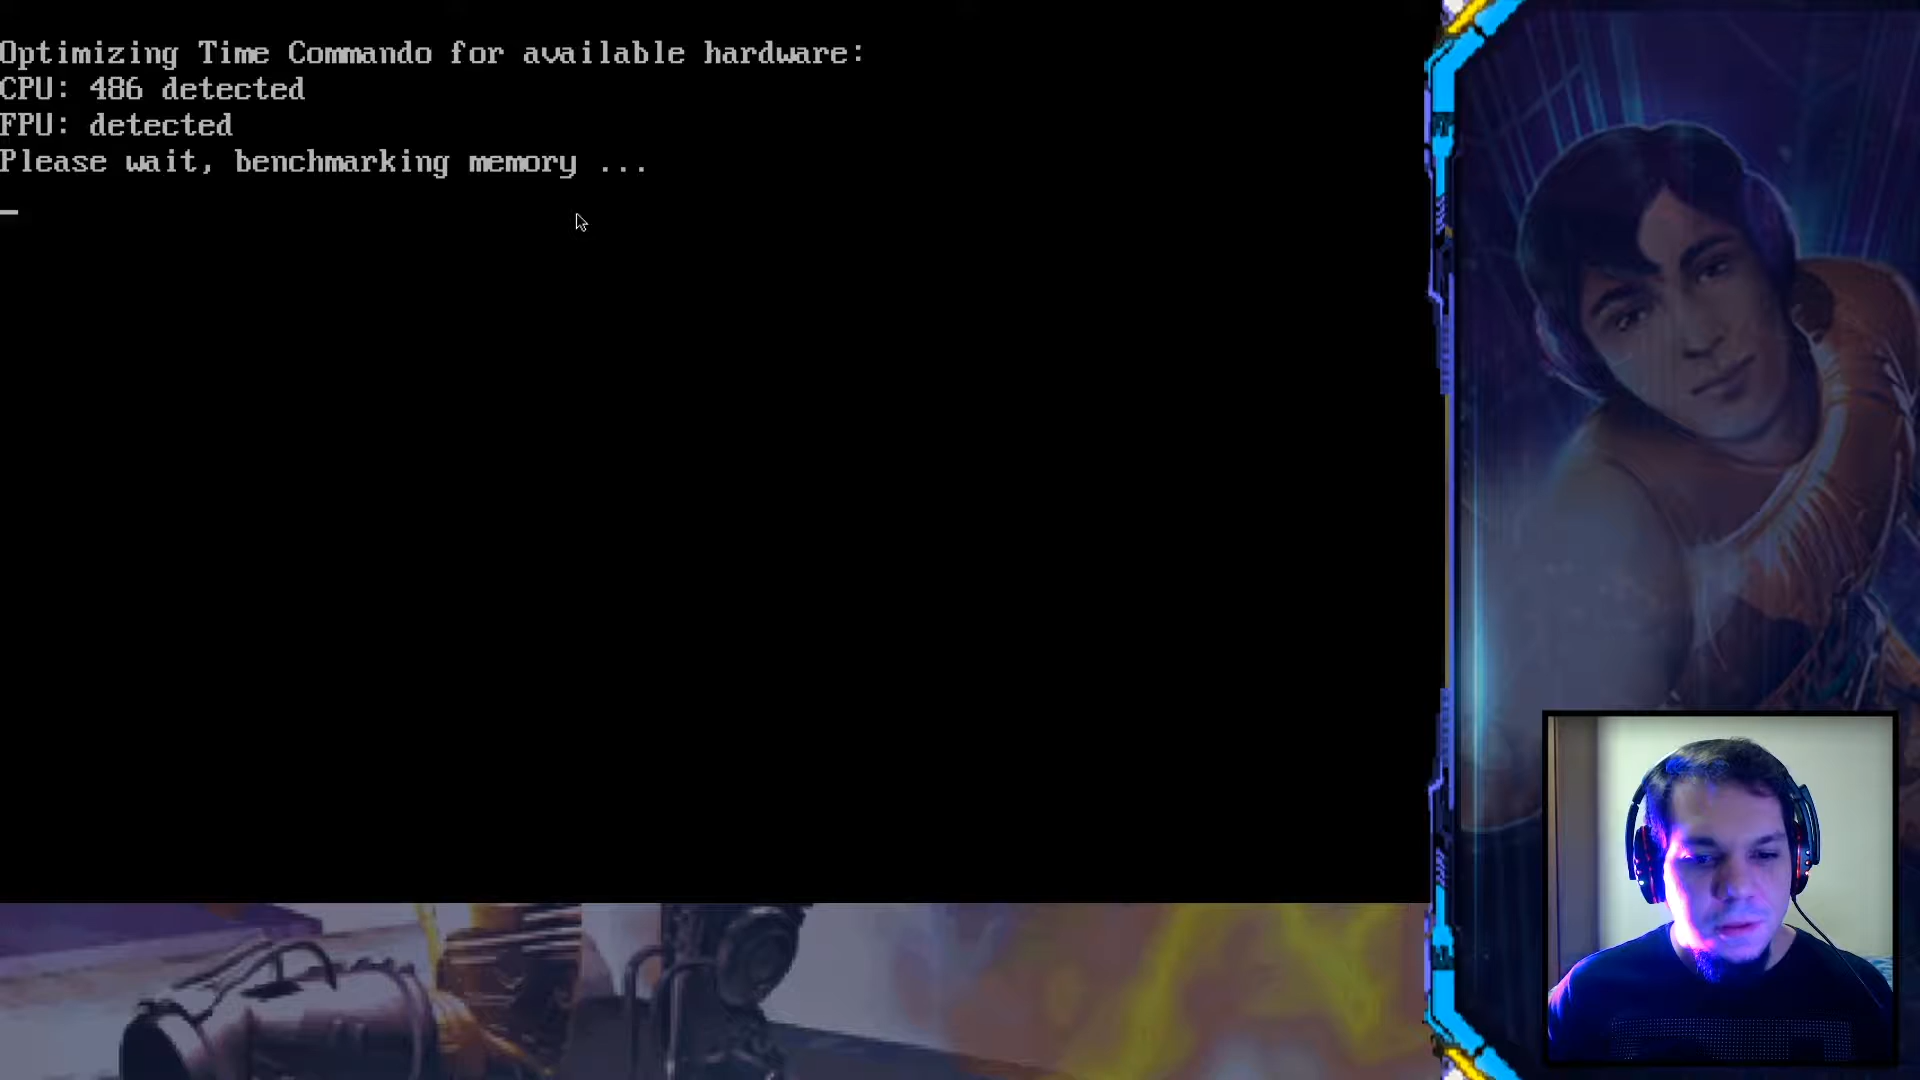 Optimizing Time Commando for available hardware:
CPU: 486 detected
FPU: detected
Please wait, benchmarking memory ...